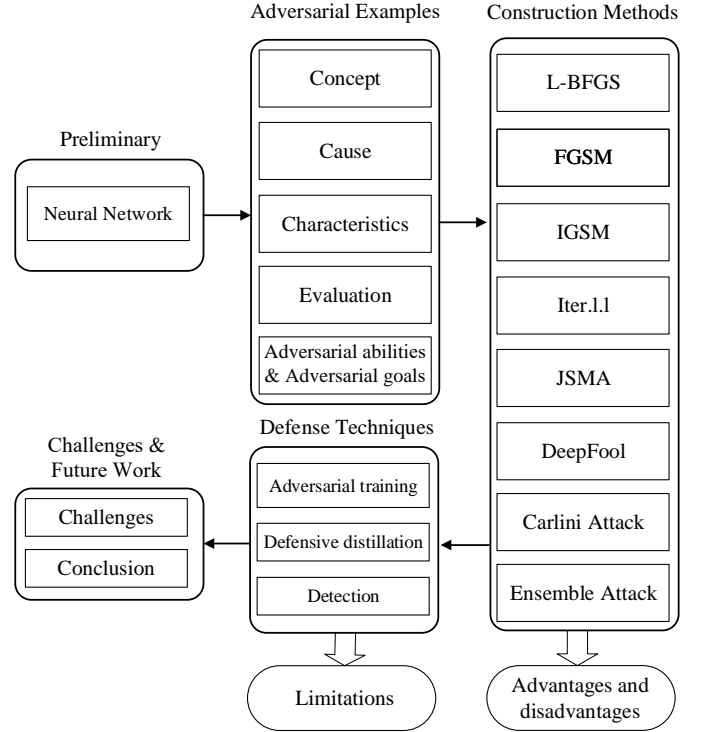 Preliminary
Neural Network
Adversarial Examples
Concept
Cause
Characteristics
Evaluation
Adversarial abilities
& Adversarial goals
Construction Methods
L-BFGS
FGSM
IGSM
Iter.l.l
JSMA
DeepFool
Carlini Attack
Ensemble Attack
Advantages and
disadvantages
Defense Techniques
Adversarial training
Defensive distillation
Detection
Limitations
Challenges &
Future Work
Challenges
Conclusion